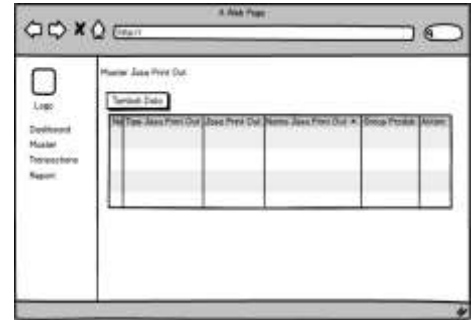 A Web Page
http://
Master Jasa Print Out
Logo
Tambah Data
No Tipe Jasa Print Out Jasa Print Out Nama Jasa Print Out Group Produk Action
Dashboard
Master
Transactions
Report